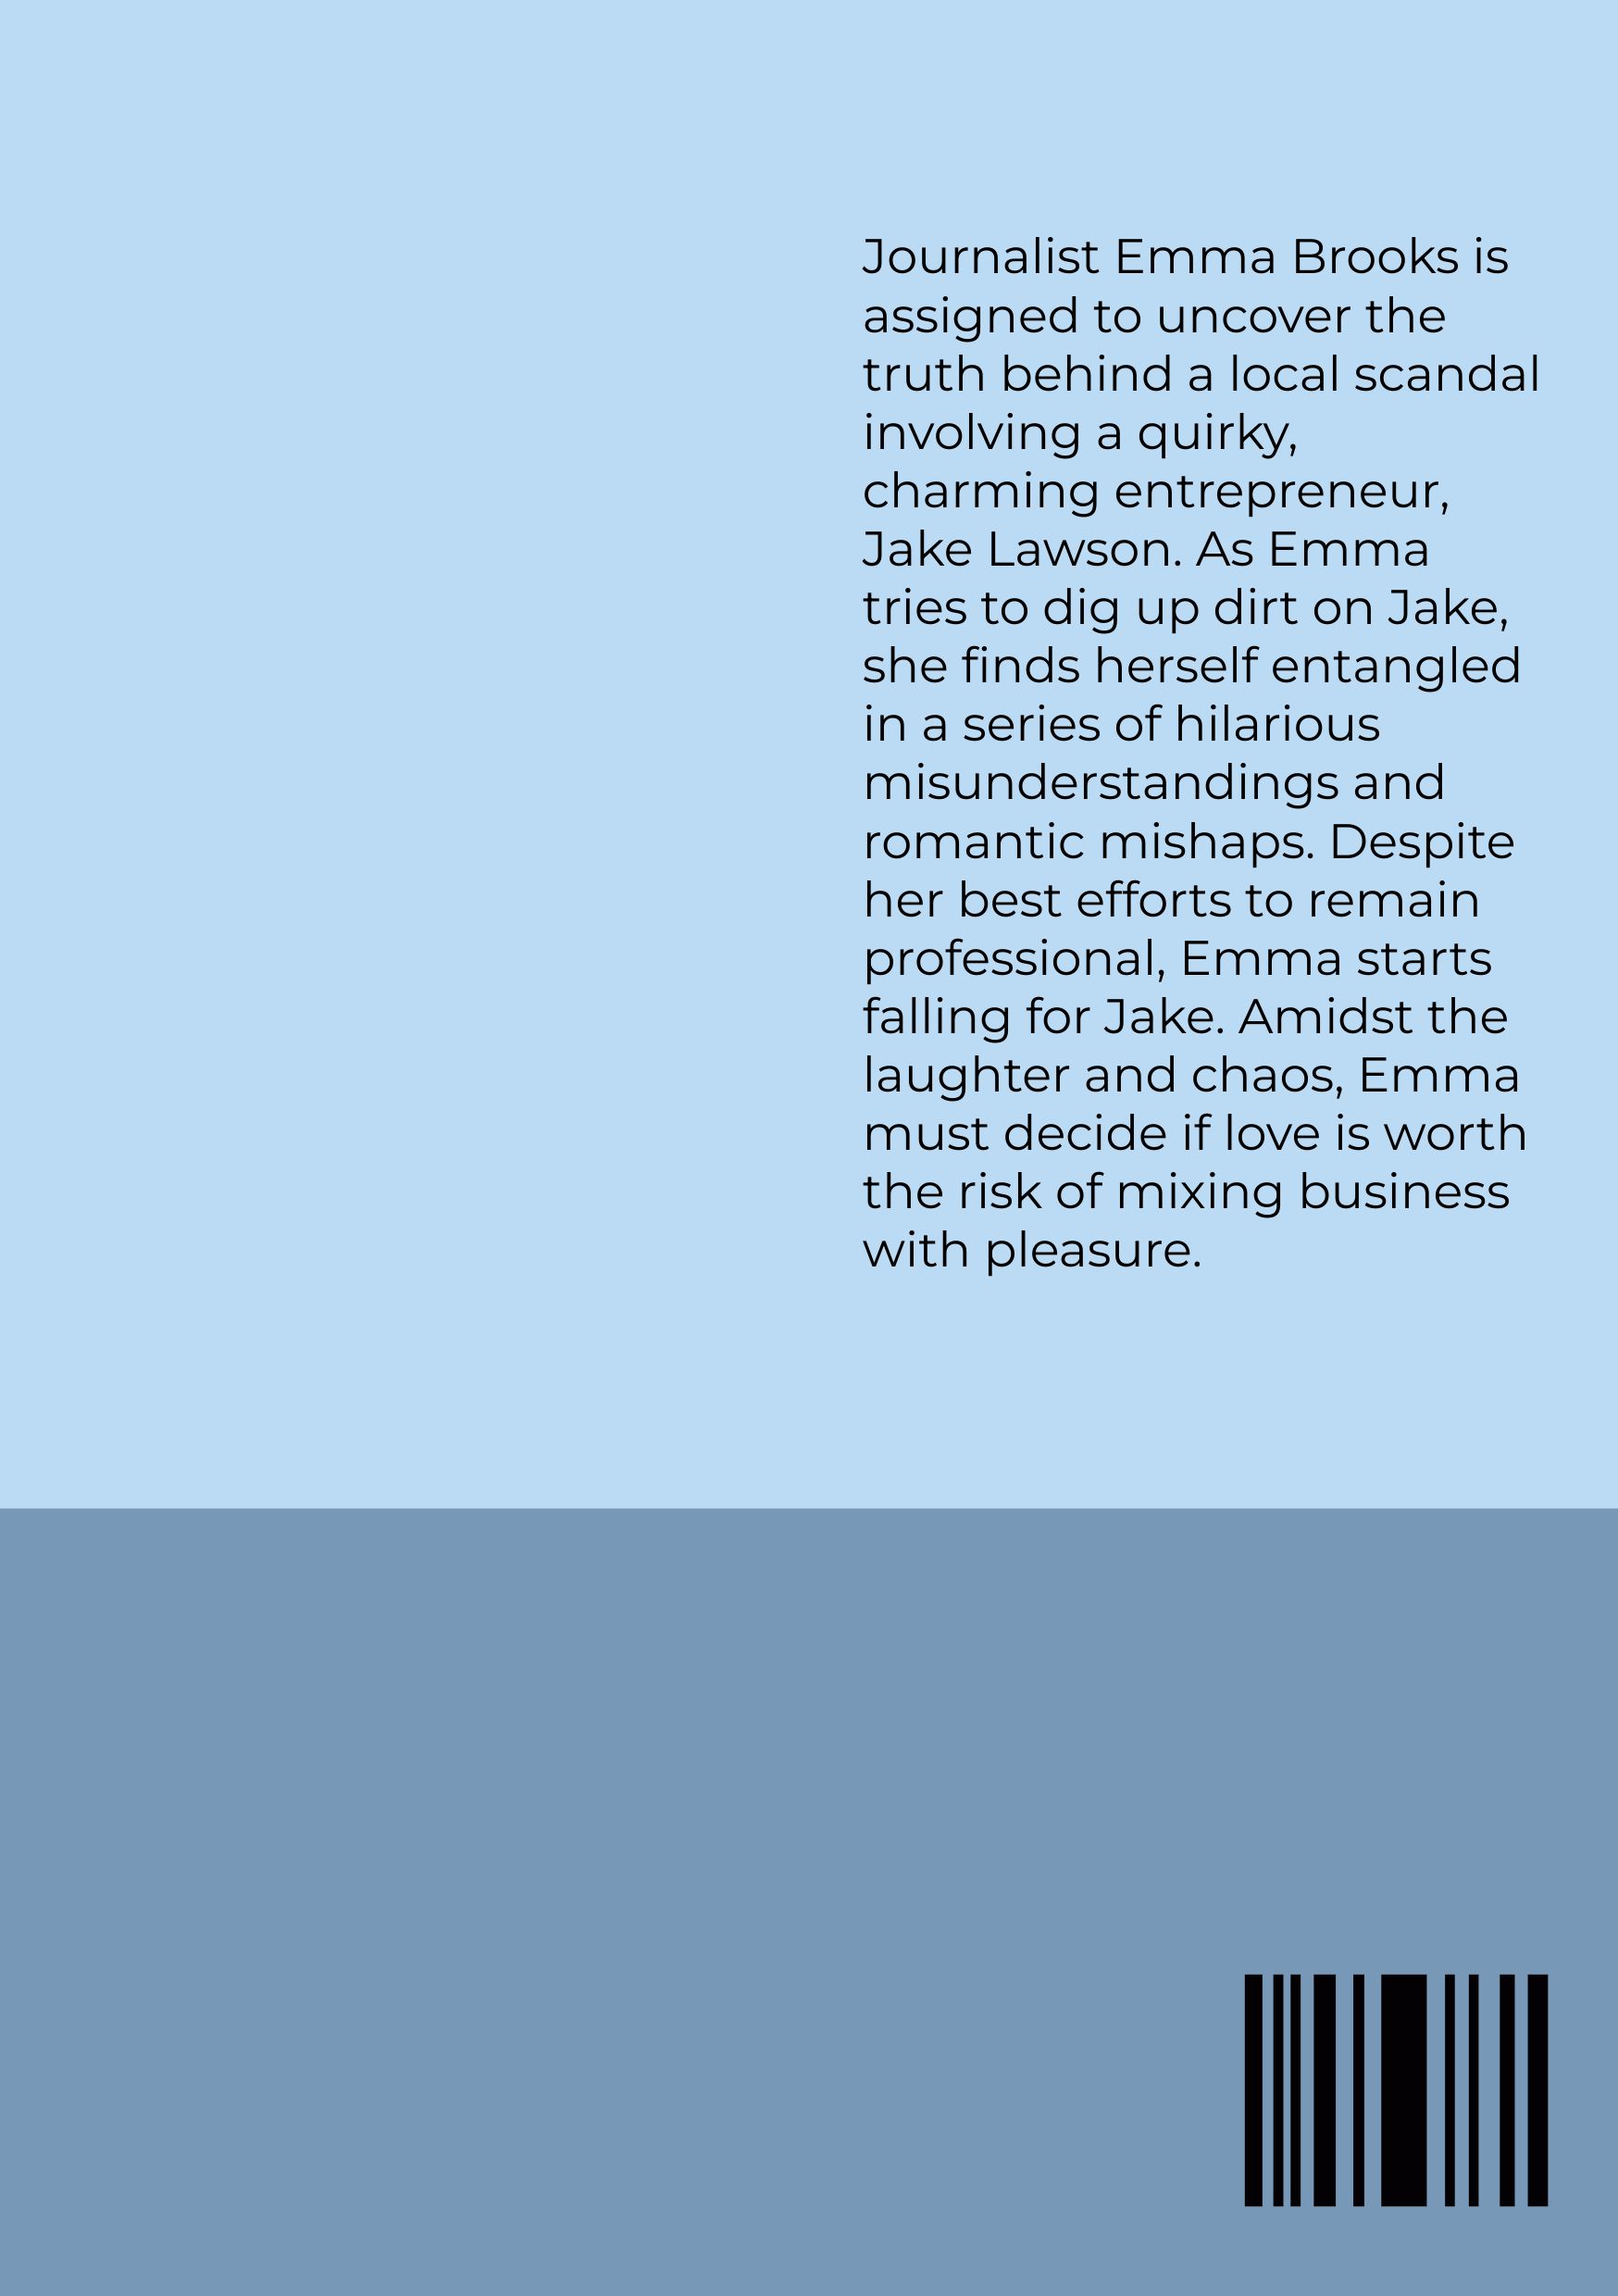 Journalist Emma Brooks is
assigned to uncover the
truth behind a local scandal
involving a quirky,
charming entrepreneur,
Jake Lawson. As Emma
tries to dig up dirt on Jake,
she finds herself entangled
in a series of hilarious
misunderstandings and
romantic mishaps. Despite
her best efforts to remain
professional, Emma starts
falling for Jake. Amidst the
laughter and chaos, Emma
must decide if love is worth
the risk of mixing business
with pleasure.